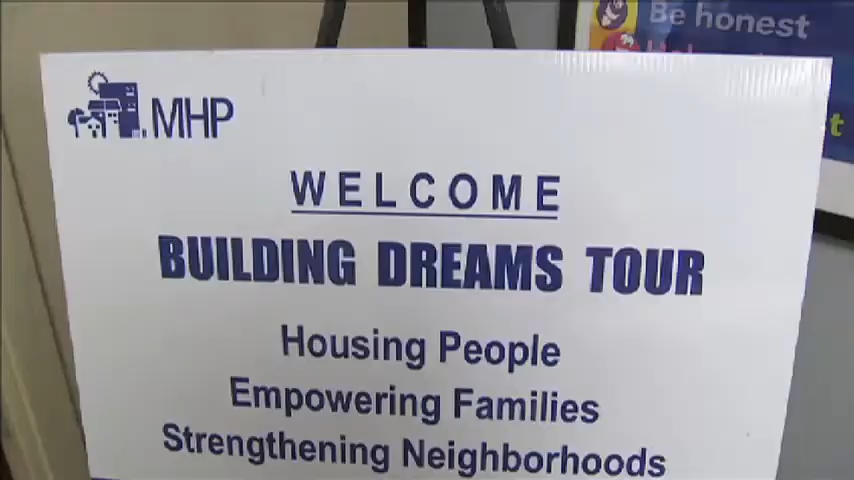 Be honest
MHP
WELCOME
BUILDING DREAMS TOUR
Housing People
Empowering Families
Strengthening Neighborhoods